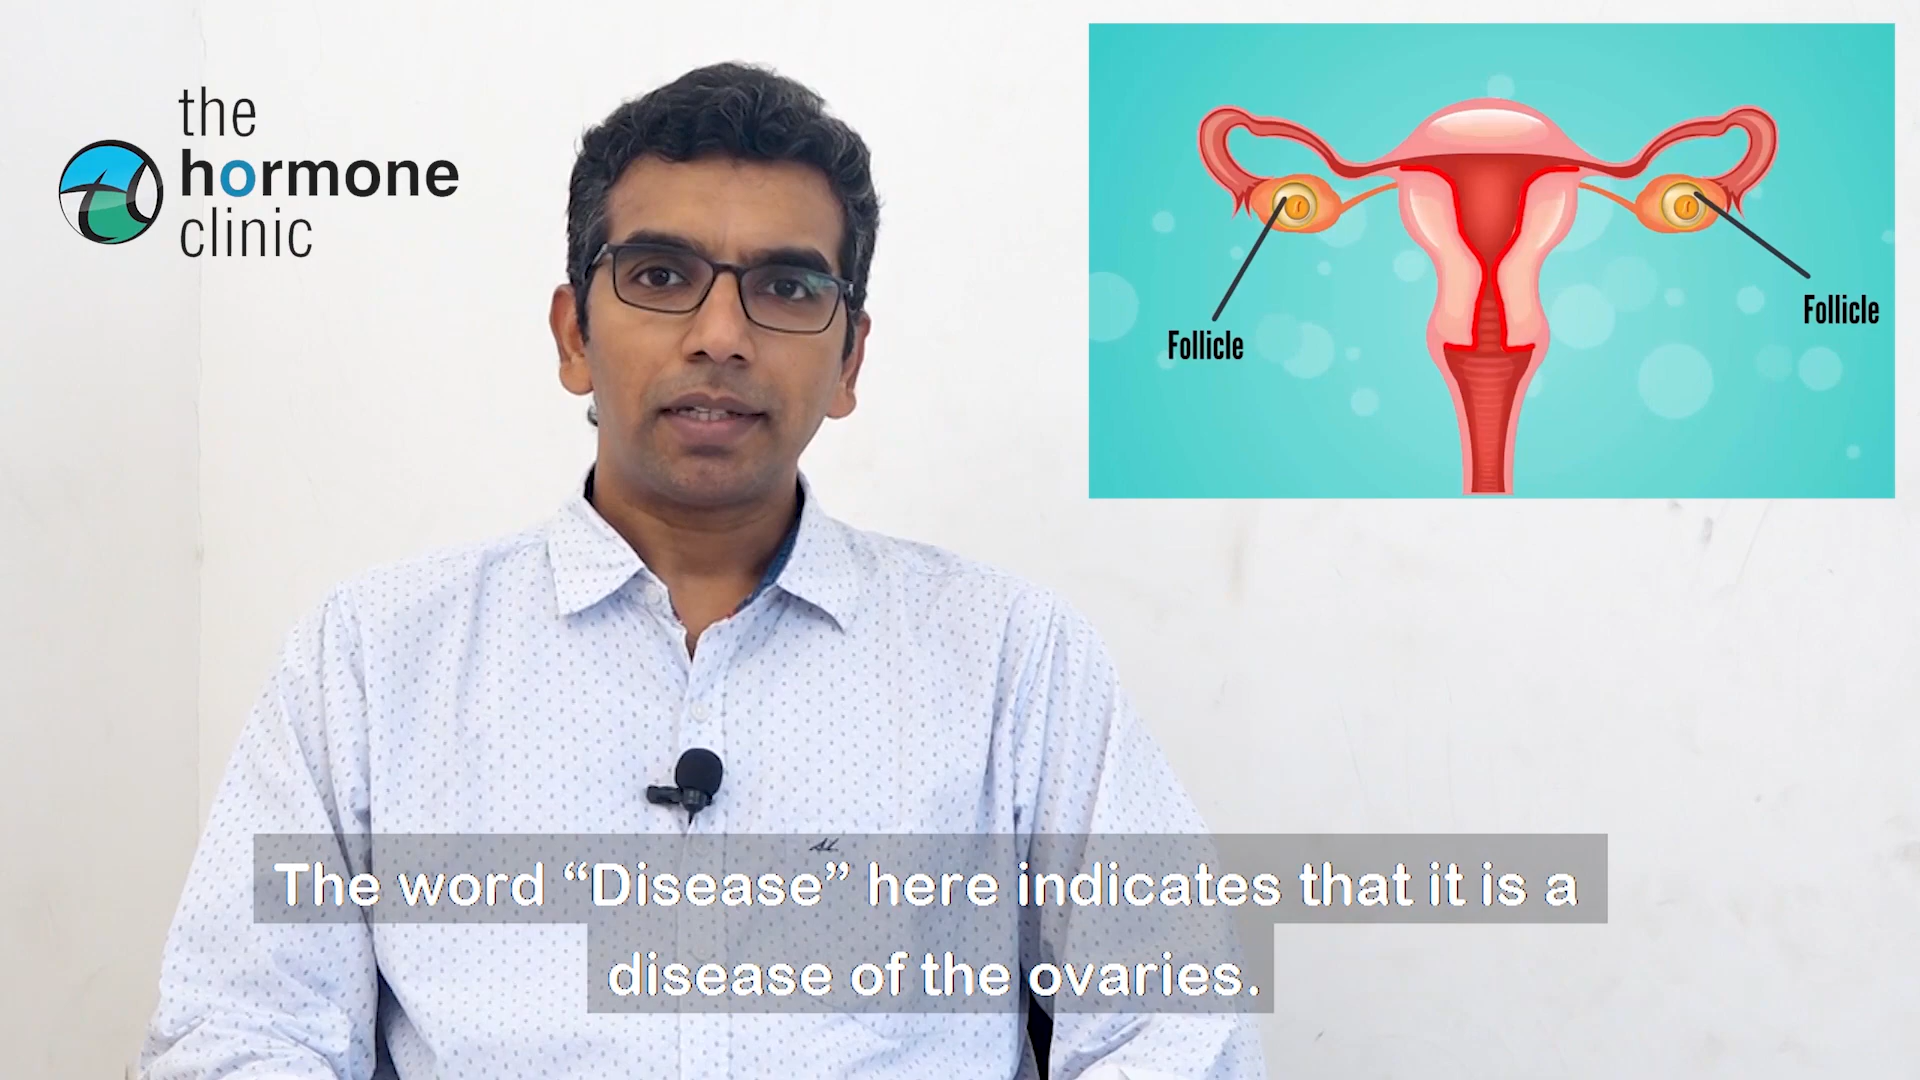 the
hormone
clinic
Follicle
Follicle
The word “Disease” here indicates that it is a
disease of the ovaries.